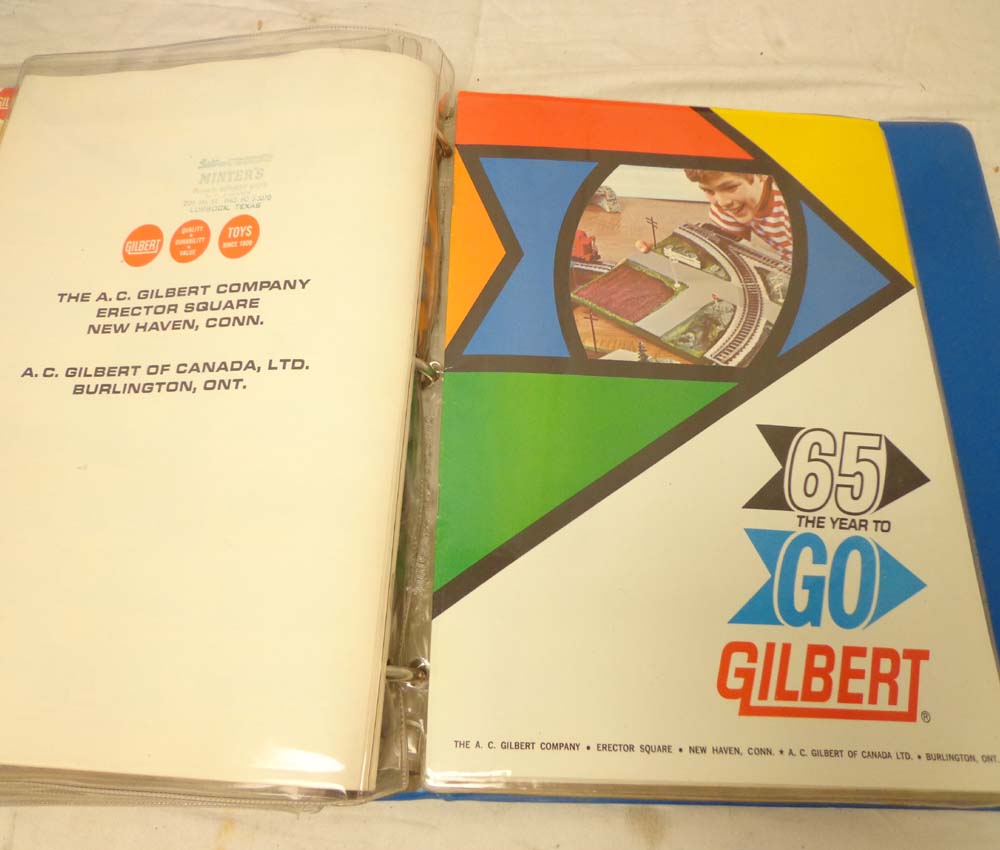 MINTER'S
LUBBOCK, TEXAS
GILBERT
QUALITY
DURABILITY
VALUE
TOYS
SINCE 1909
THE A. C. GILBERT COMPANY
ERECTOR SQUARE
NEW HAVEN, CONN.
A. C. GILBERT OF CANADA, LTD.
BURLINGTON, ONT.
65
THE YEAR TO
GO
GILBERT®
THE A. C. GILBERT COMPANY • ERECTOR SQUARE • NEW HAVEN, CONN. ★ A. C. GILBERT OF CANADA LTD. • BURLINGTON, ONT.